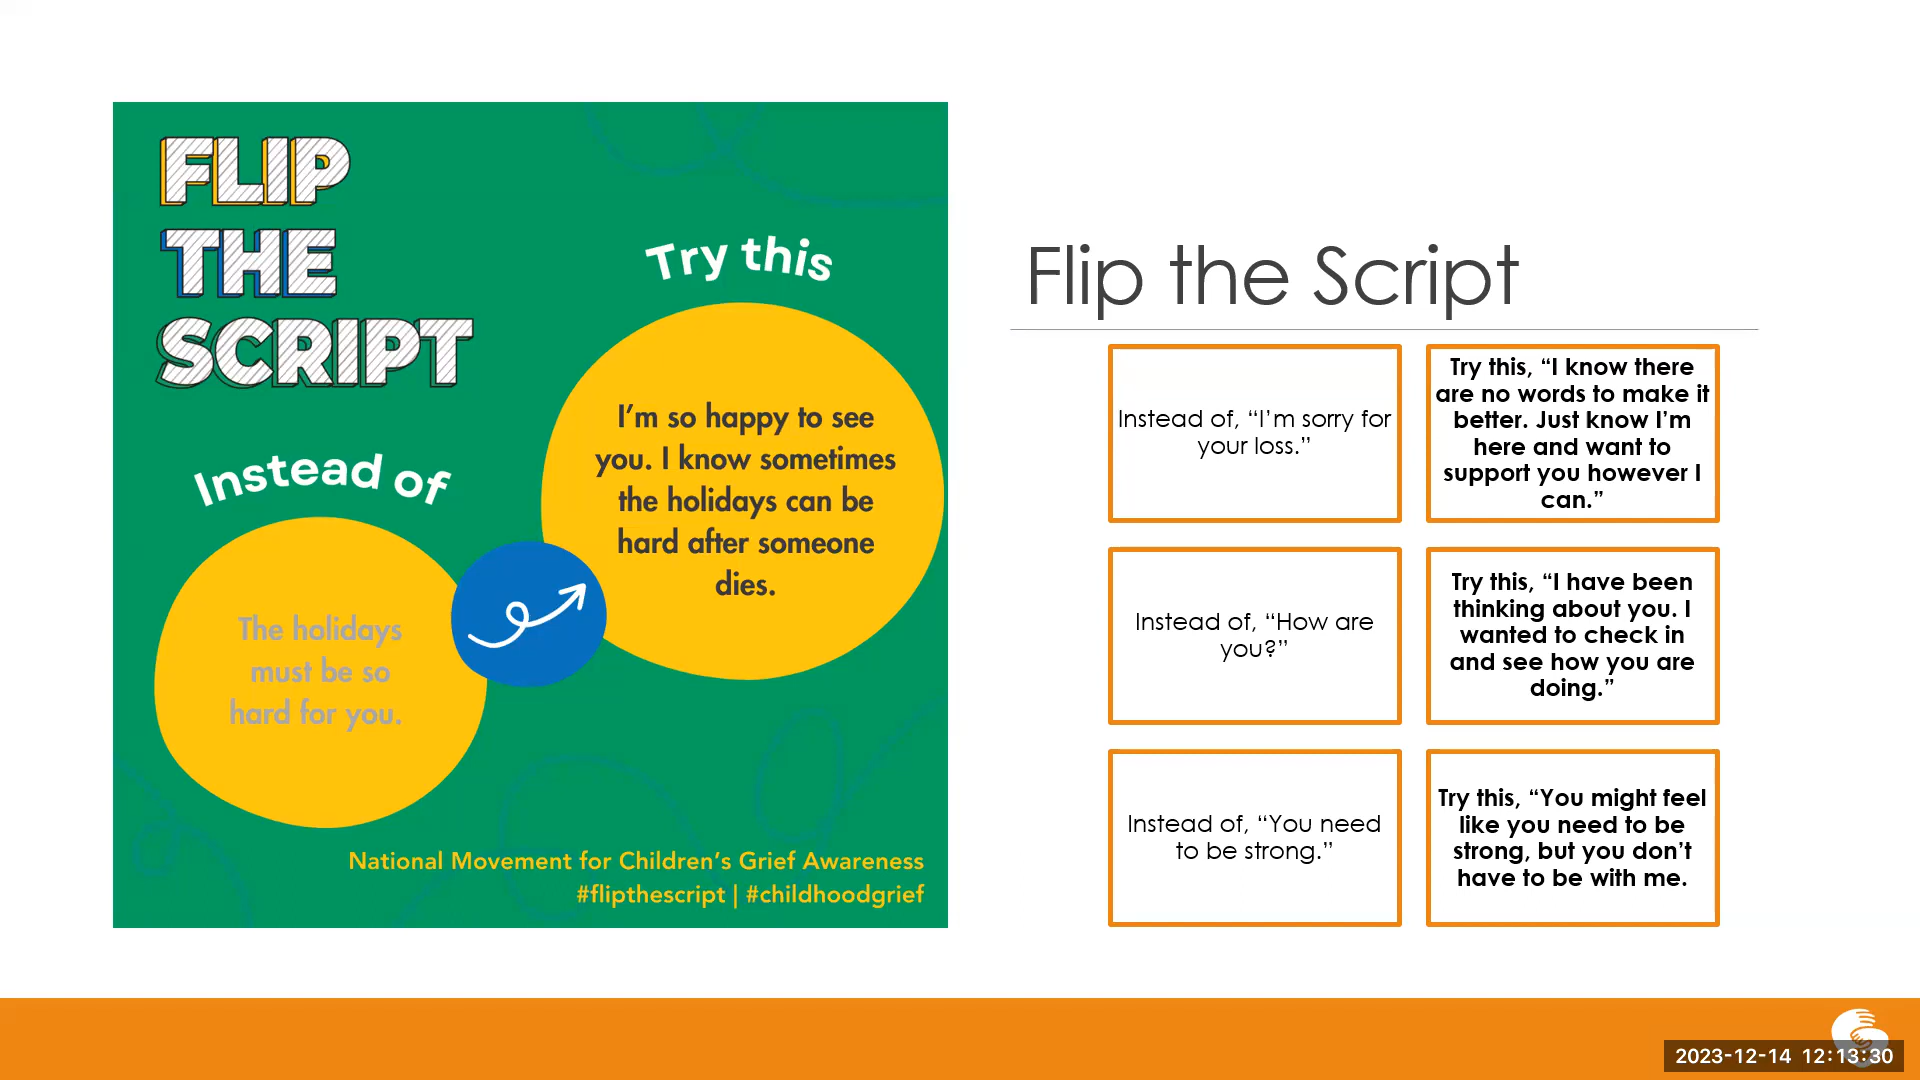 FLIP
THE
SCRIPT
Instead of
The holidays
must be so
hard for you.
Try this
I’m so happy to see
you. I know sometimes
the holidays can be
hard after someone
dies.
National Movement for Children’s Grief Awareness
#flipthescript | #childhoodgrief
Flip the Script
Instead of, “I’m sorry for
your loss.”
Try this, “I know there
are no words to make it
better. Just know I’m
here and want to
support you however I
can.”
Instead of, “How are
you?”
Try this, “I have been
thinking about you. I
wanted to check in
and see how you are
doing.”
Instead of, “You need
to be strong.”
Try this, “You might feel
like you need to be
strong, but you don’t
have to be with me.
2023-12-14 12:13:30